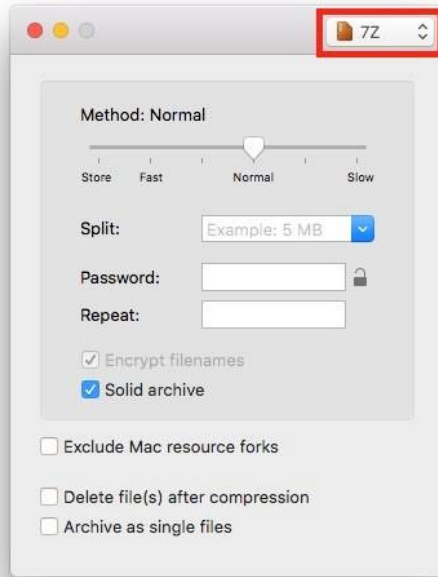 7Z
Method: Normal
Store Fast Normal Slow
Split: Example: 5 MB
Password:
Repeat:
Encrypt filenames
Solid archive
Exclude Mac resource forks
Delete file(s) after compression
Archive as single files